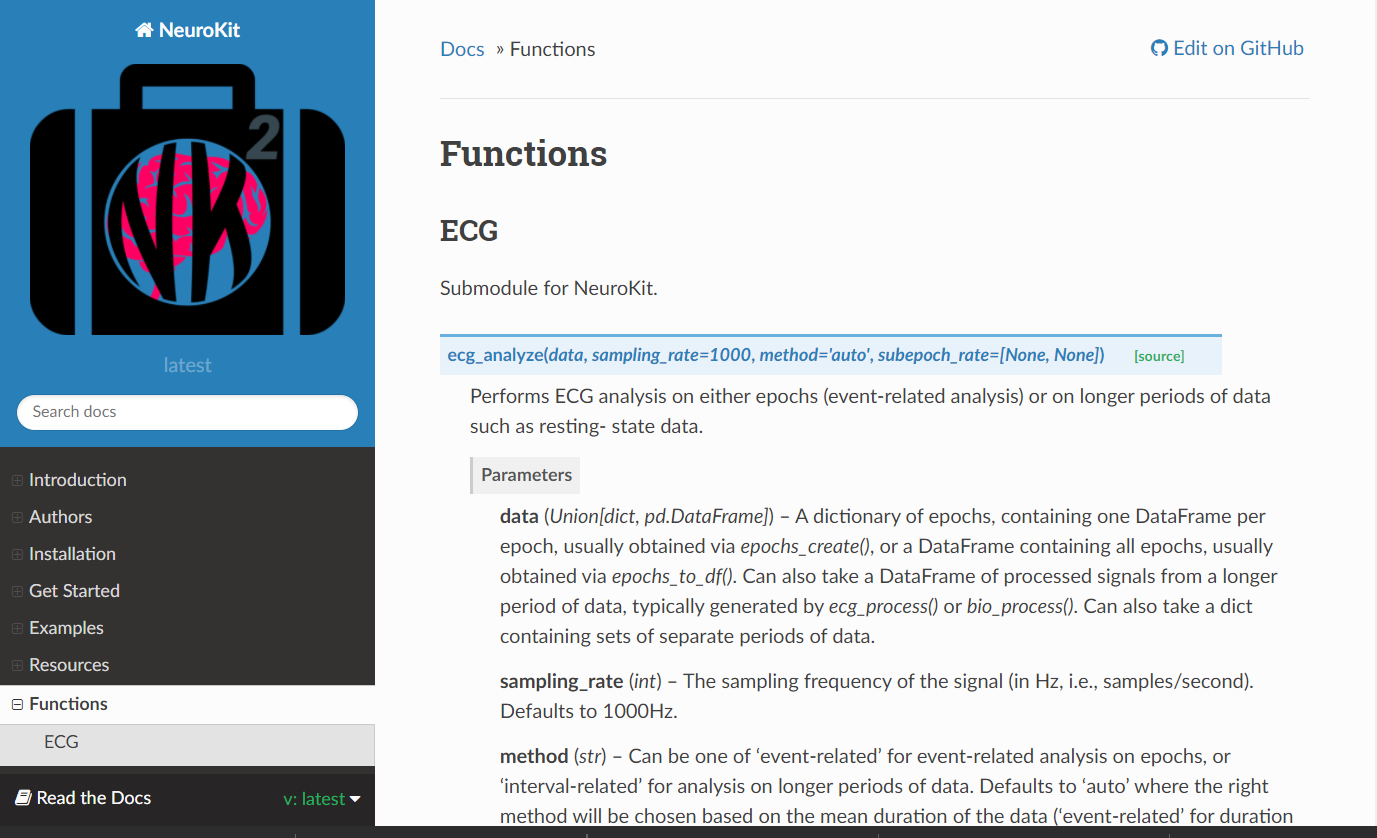 NeuroKit
2
NK
latest
Search docs
Introduction
Authors
Installation
Get Started
Examples
Resources
Functions
ECG
Read the Docs
v: latest
Docs » Functions
Edit on GitHub
Functions
ECG
Submodule for NeuroKit.
ecg_analyze(data, sampling_rate=1000, method='auto', subepoch_rate=[None, None]) [source]
Performs ECG analysis on either epochs (event-related analysis) or on longer periods of data
such as resting- state data.
Parameters
data (Union[dict, pd.DataFrame]) – A dictionary of epochs, containing one DataFrame per
epoch, usually obtained via epochs_create(), or a DataFrame containing all epochs, usually
obtained via epochs_to_df(). Can also take a DataFrame of processed signals from a longer
period of data, typically generated by ecg_process() or bio_process(). Can also take a dict
containing sets of separate periods of data.
sampling_rate (int) – The sampling frequency of the signal (in Hz, i.e., samples/second).
Defaults to 1000Hz.
method (str) – Can be one of ‘event-related’ for event-related analysis on epochs, or
‘interval-related’ for analysis on longer periods of data. Defaults to ‘auto’ where the right
method will be chosen based on the mean duration of the data (‘event-related’ for duration